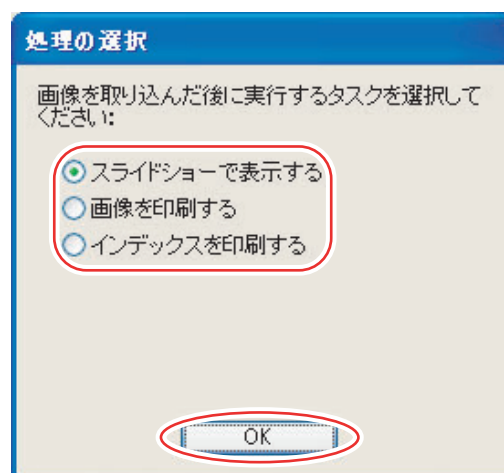 処理の選択
画像を取り込んだ後に実行するタスクを選択して
ください:
スライドショーで表示する
画像を印刷する
インデックスを印刷する
OK